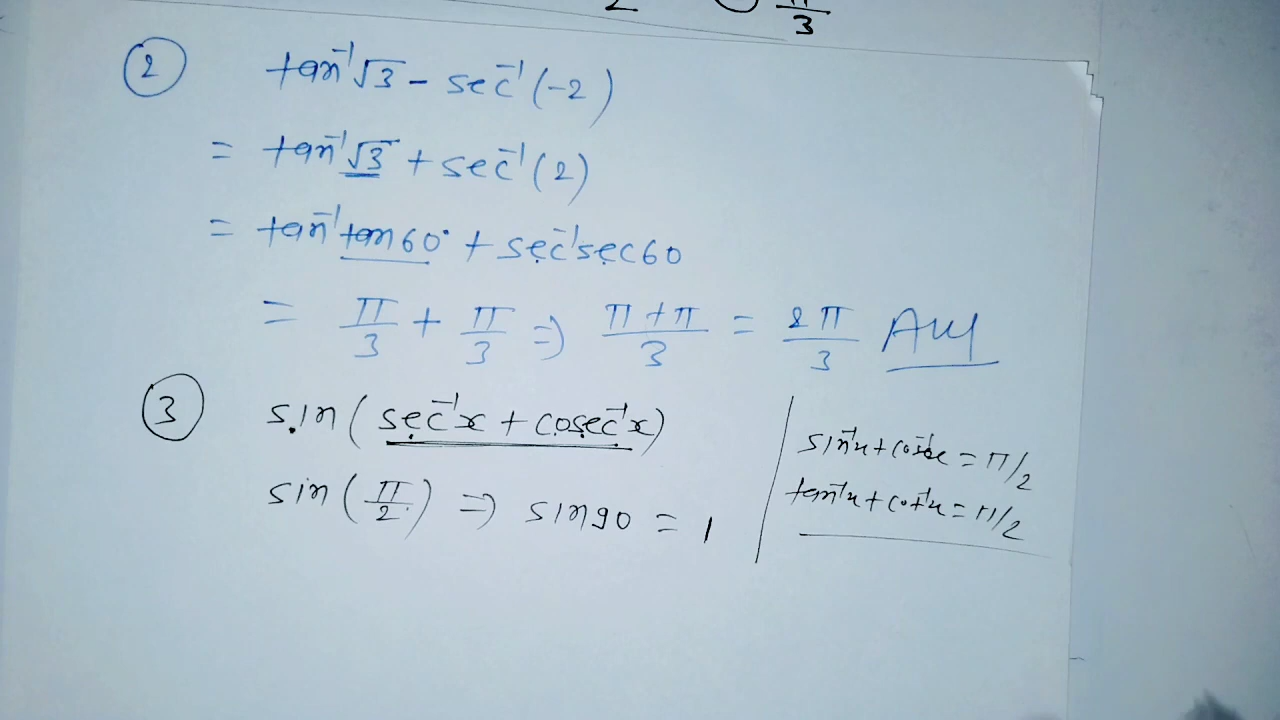 π/3
② tan⁻¹√3 - sec⁻¹(-2)
= tan⁻¹√3 + sec⁻¹(2)
= tan⁻¹tan60° + sec⁻¹sec60
= π/3 + π/3 ⇒ (π+π)/3 = 2π/3 Ans
③ sin(sec⁻¹x + cosec⁻¹x)
sin(π/2) ⇒ sin90 = 1
sin⁻¹x + cos⁻¹x = π/2
tan⁻¹x + cot⁻¹x = π/2